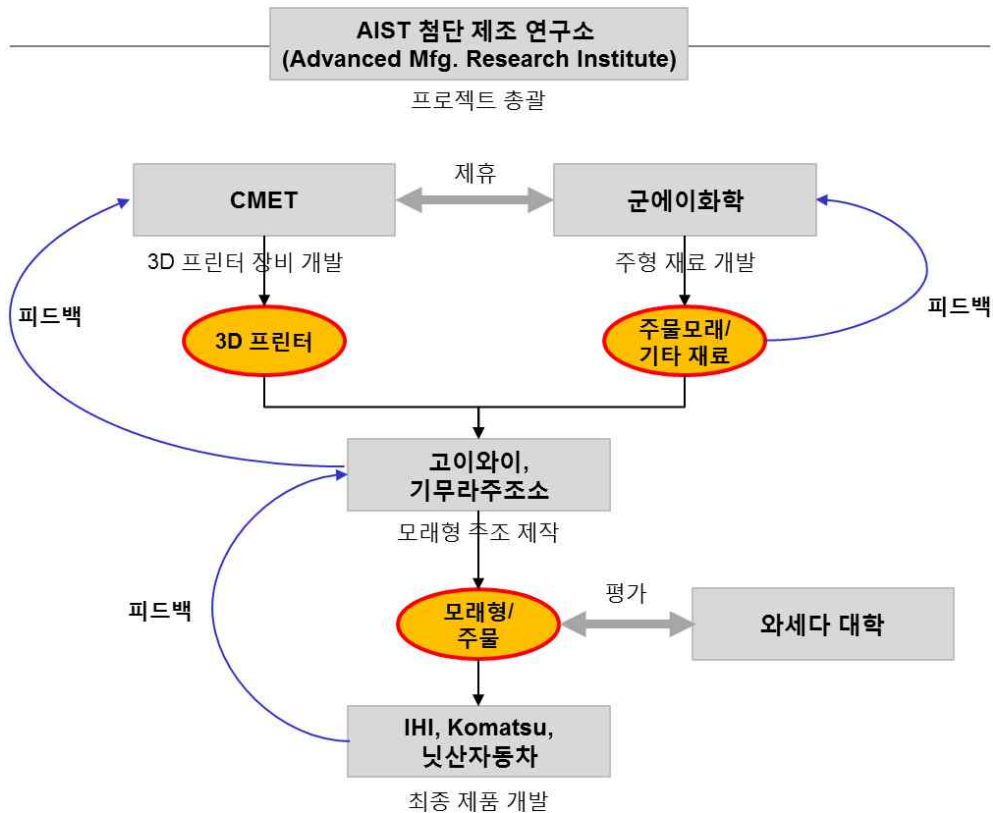 AIST 첨단 제조 연구소
(Advanced Mfg. Research Institute)
프로젝트 총괄
제휴
CMET
군에이화학
3D 프린터 장비 개발
주형 재료 개발
피드백
3D 프린터
주물모래/
기타 재료
피드백
고이와이,
기무라주조소
모래형 주조 제작
피드백
모래형/
주물
평가
와세다 대학
IHI, Komatsu,
닛산자동차
최종 제품 개발